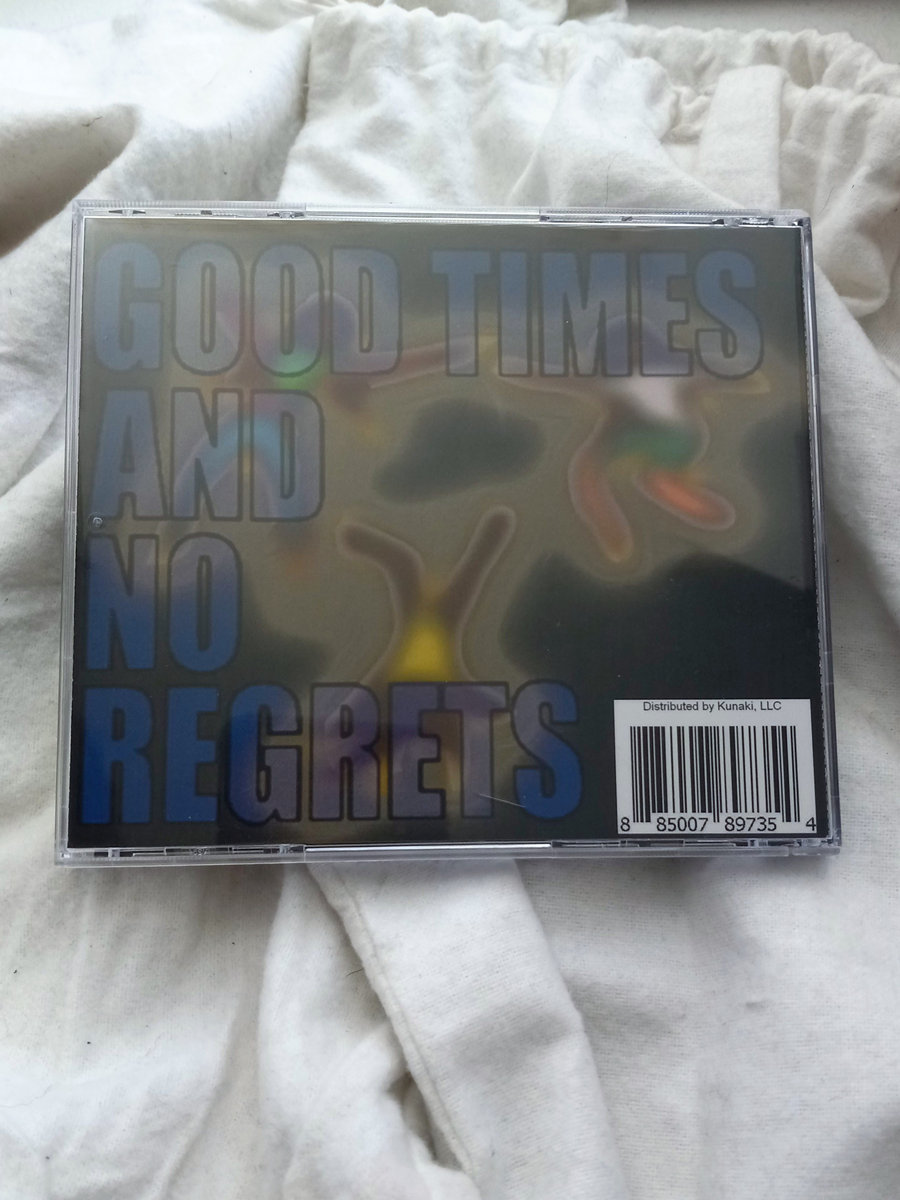 GOOD TIMES
AND
NO
REGRETS
Distributed by Kunaki, LLC
8 85007 89735 4